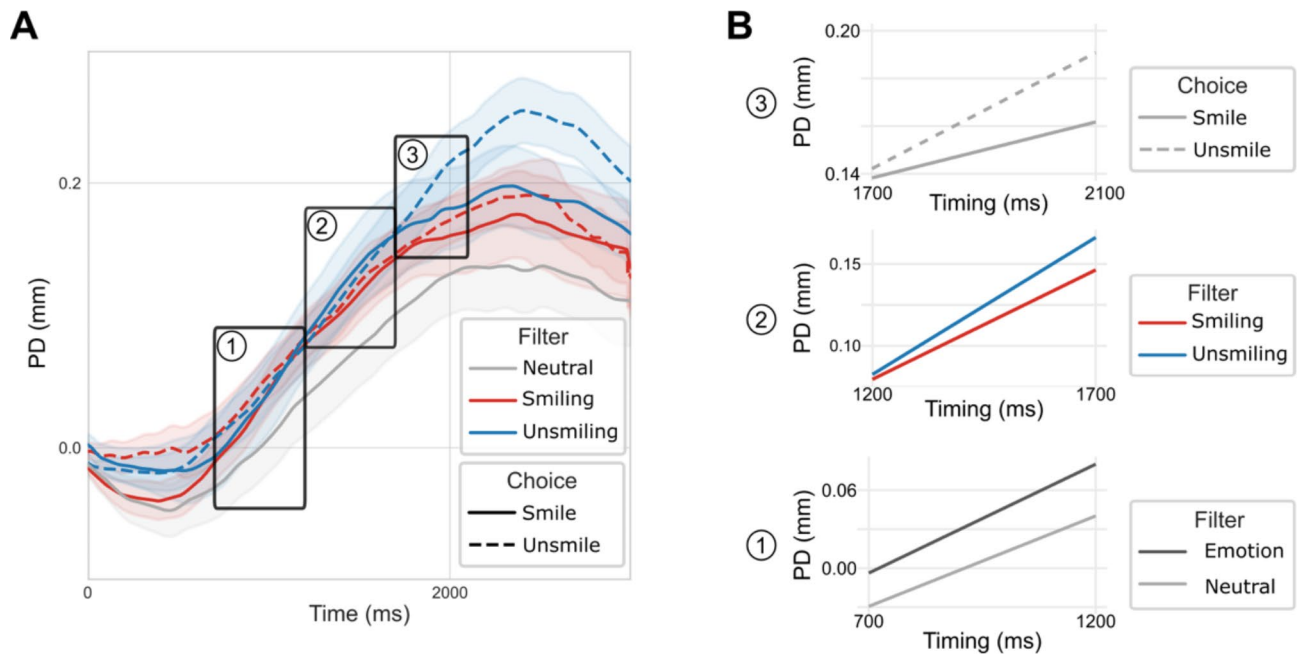 A
PD (mm)
0.2
0.0
0
2000
Time (ms)
1
2
3
Filter
Neutral
Smiling
Unsmiling
Choice
Smile
Unsmile
B
3
PD (mm)
0.20
0.14
1700
2100
Timing (ms)
Choice
Smile
Unsmile
2
PD (mm)
0.15
0.10
1200
1700
Timing (ms)
Filter
Smiling
Unsmiling
1
PD (mm)
0.06
0.00
700
1200
Timing (ms)
Filter
Emotion
Neutral